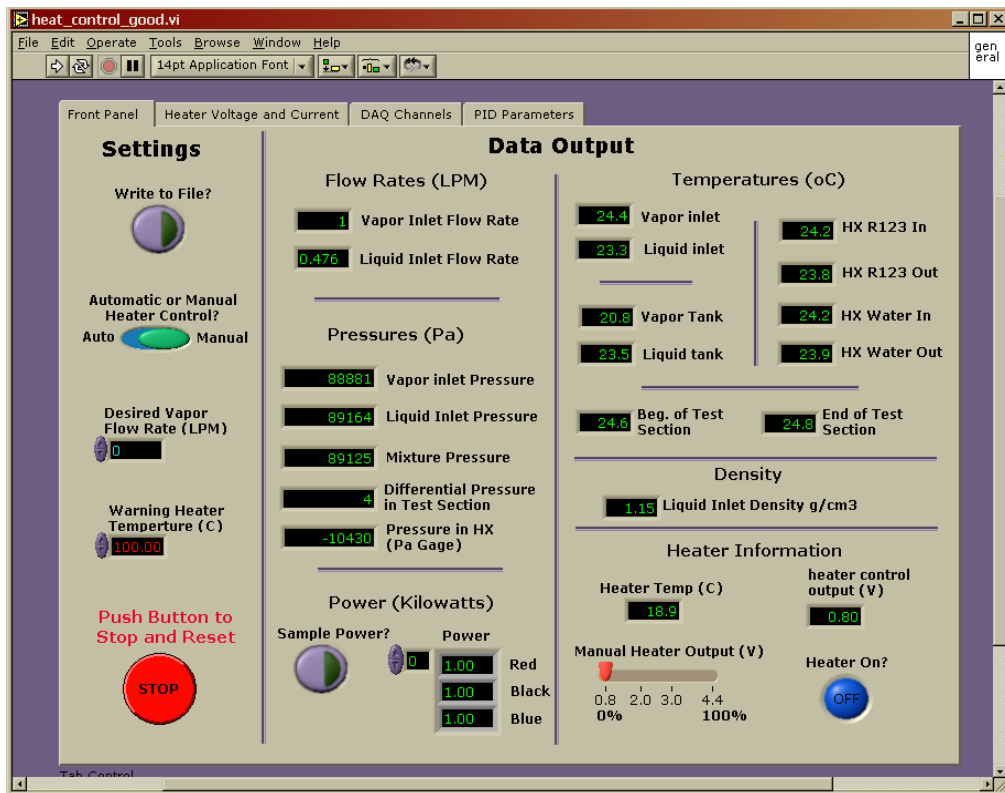 heat_control_good.vi
File Edit Operate Tools Browse Window Help
14pt Application Font
gen
eral
Front Panel
Heater Voltage and Current
DAQ Channels
PID Parameters
Settings
Write to File?
Automatic or Manual
Heater Control?
Auto
Manual
Desired Vapor
Flow Rate (LPM)
0
Warning Heater
Temperture (C)
100.00
Push Button to
Stop and Reset
STOP
Data Output
Flow Rates (LPM)
1 Vapor Inlet Flow Rate
0.476 Liquid Inlet Flow Rate
Pressures (Pa)
88881 Vapor inlet Pressure
89164 Liquid Inlet Pressure
89125 Mixture Pressure
4 Differential Pressure
in Test Section
-10430 Pressure in HX
(Pa Gage)
Power (Kilowatts)
Sample Power?
0
Power
1.00 Red
1.00 Black
1.00 Blue
Temperatures (oC)
24.4 Vapor inlet
23.3 Liquid inlet
20.8 Vapor Tank
23.5 Liquid tank
24.2 HX R123 In
23.8 HX R123 Out
24.2 HX Water In
23.9 HX Water Out
24.6 Beg. of Test
Section
24.8 End of Test
Section
Density
1.15 Liquid Inlet Density g/cm3
Heater Information
Heater Temp (C)
18.9
heater control
output (V)
0.80
Manual Heater Output (V)
0.8 2.0 3.0 4.4
0% 100%
Heater On?
OFF
Tab Control